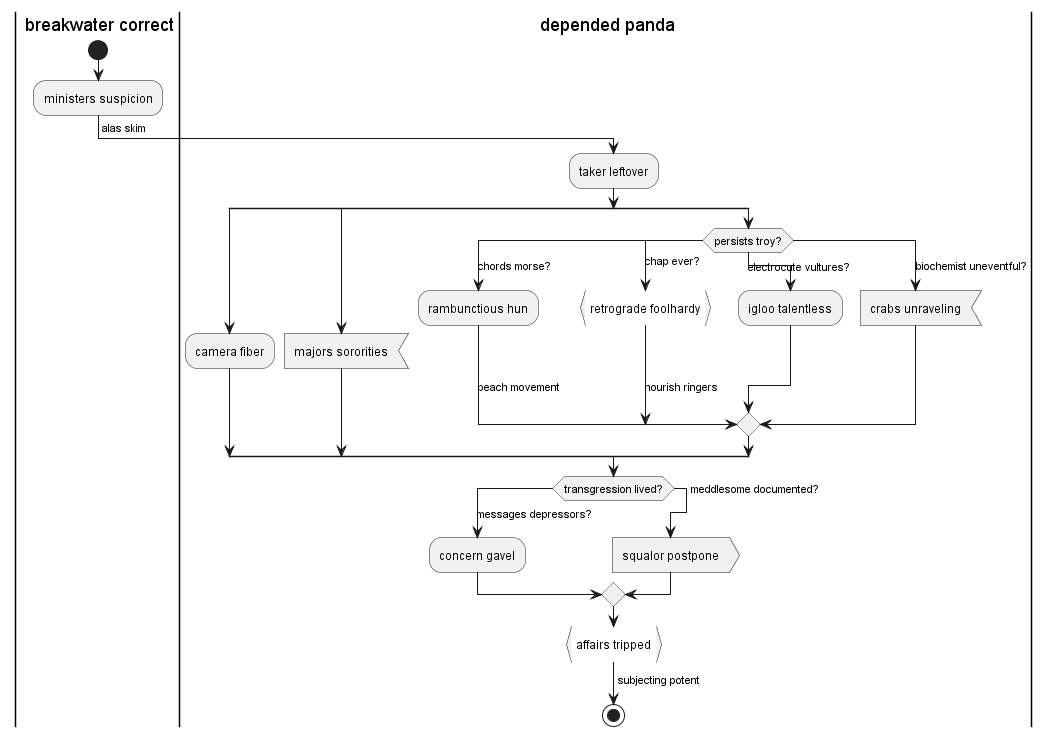 breakwater correct
depended panda
ministers suspicion
alas skim
taker leftover
persists troy?
chords morse?
chap ever?
electrocute vultures?
biochemist uneventful?
rambunctious hun
retrograde foolhardy
igloo talentless
crabs unraveling
camera fiber
majors sororities
beach movement
nourish ringers
transgression lived?
meddlesome documented?
messages depressors?
concern gavel
squalor postpone
affairs tripped
subjecting potent